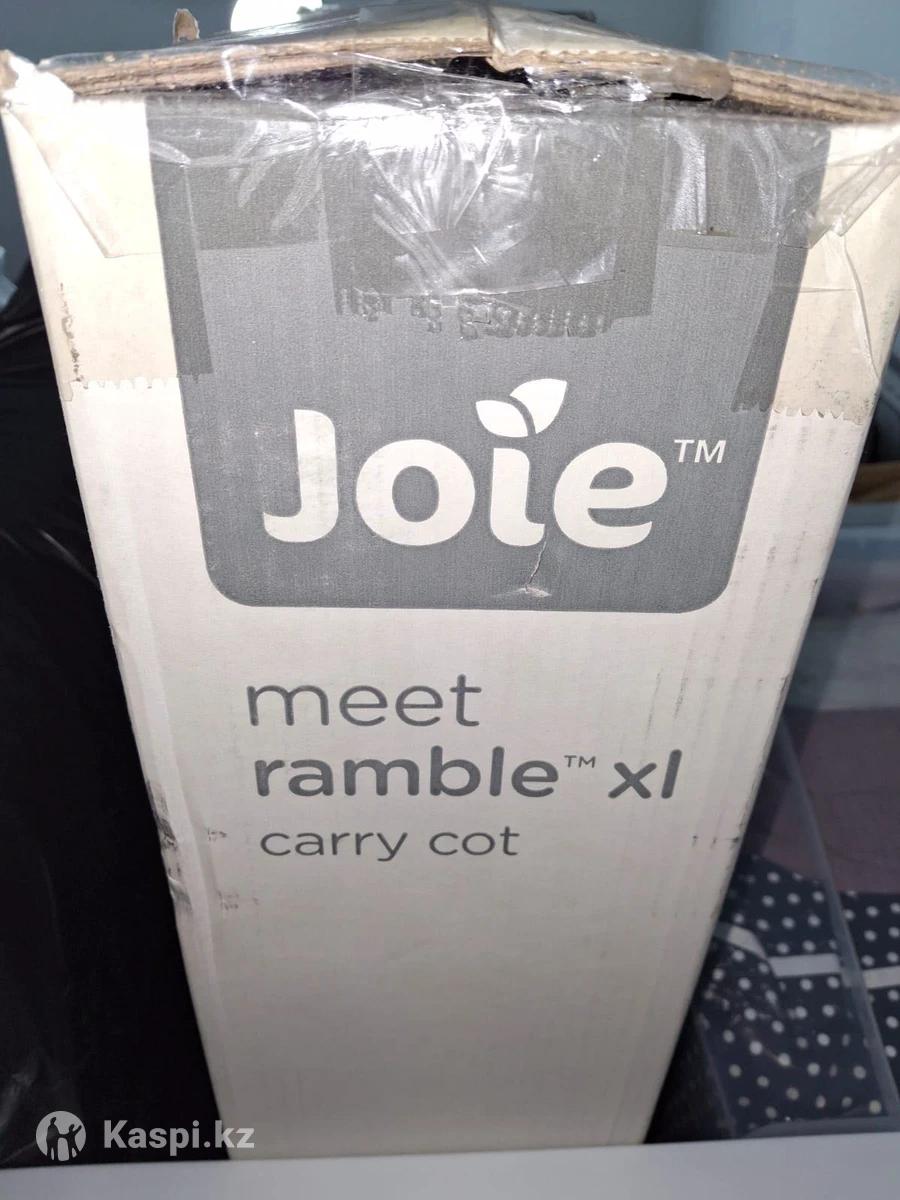 Joie™
meet
ramble™ xl
carry cot
Kaspi.kz